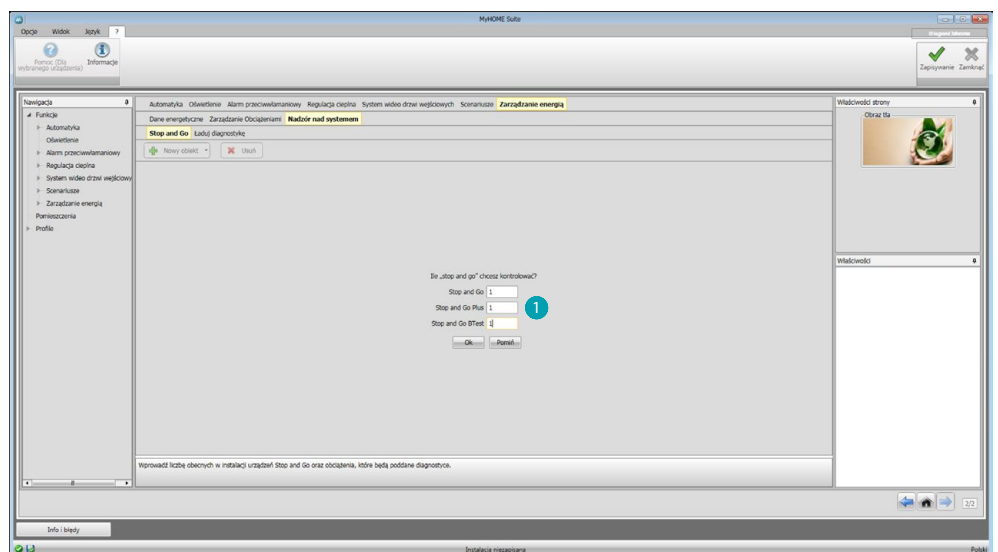 MyHOME Suite
Opcje Widok Język ?
Pomoc (Dla wybranego urządzenia)
Informacje
Zapisywanie Zamknąć
Nawigacja
Funkcje
Automatyka
Oświetlenie
Alarm przeciwwłamaniowy
Regulacja cieplna
System wideo drzwi wejściowy
Scenariusze
Zarządzanie energią
Pomieszczenia
Profile
Automatyka Oświetlenie Alarm przeciwwłamaniowy Regulacja cieplna System wideo drzwi wejściowych Scenariusze Zarządzanie energią
Dane energetyczne Zarządzanie Obciążeniami Nadzór nad systemem
Stop and Go Ładuj diagnostykę
Nowy obiekt Usuń
Ile „stop and go” chcesz kontrolować?
Stop and Go 1
Stop and Go Plus 1
1
Stop and Go BTest 1
Ok Pomiń
Wprowadź liczbę obecnych w instalacji urządzeń Stop and Go oraz obciążenia, które będą poddane diagnostyce.
Właściwości strony
Obraz tła
Właściwości
2/2
Info i błędy
Instalacja niezapisana
Polski